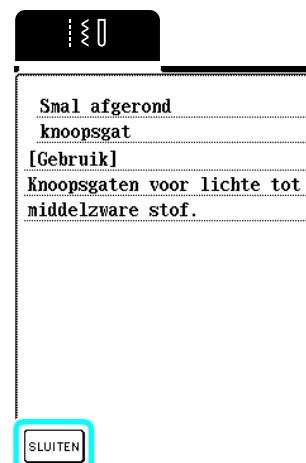 Smal afgerond
knoopsgat
[Gebruik]
Knoopsgaten voor lichte tot
middelzware stof.
SLUITEN